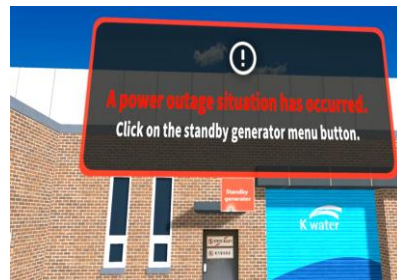 A power outage situation has occurred.
Click on the standby generator menu button.
Standby
generator
K water